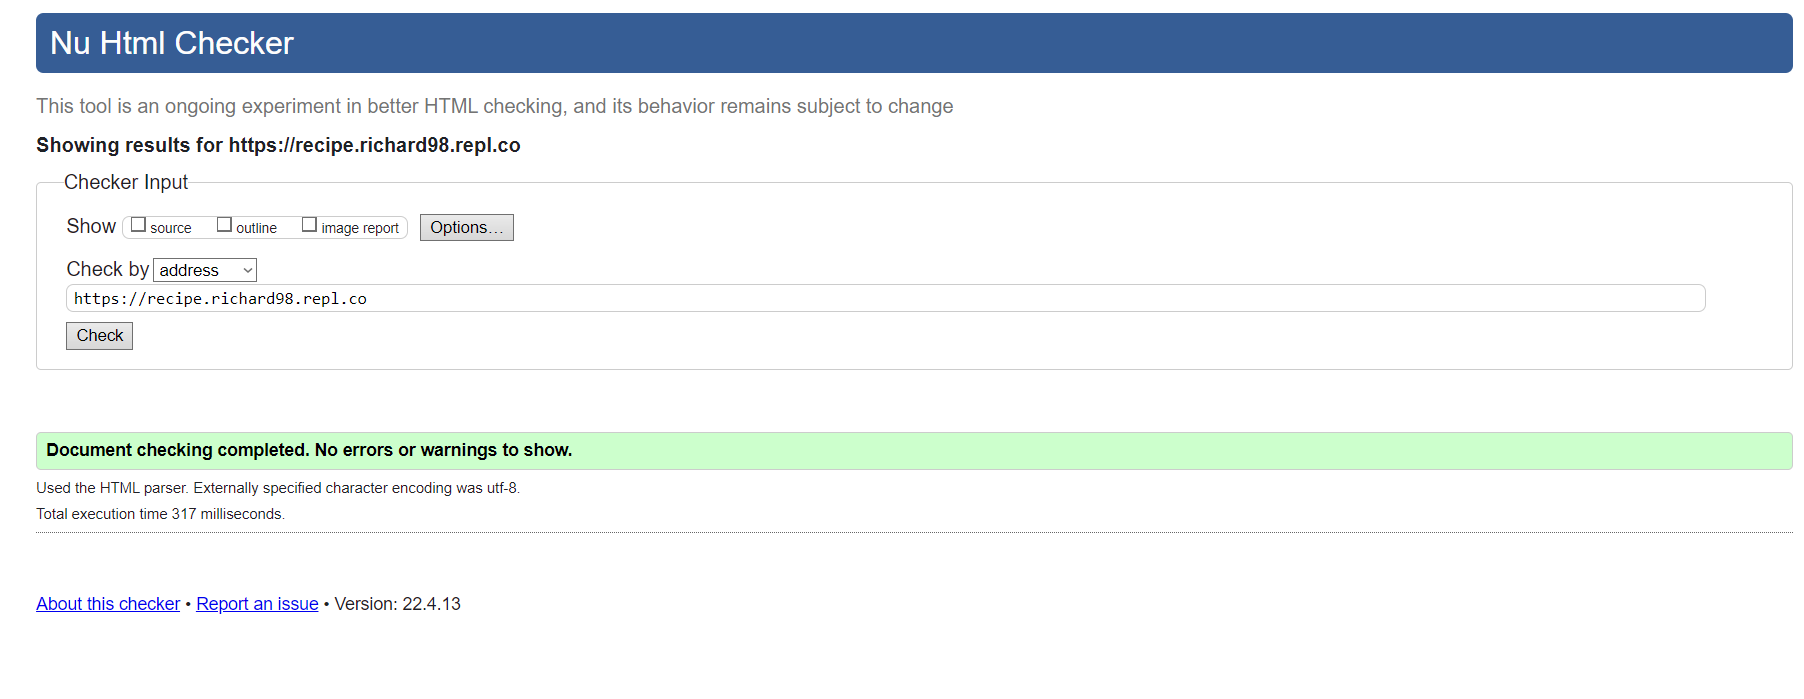 Nu Html Checker
This tool is an ongoing experiment in better HTML checking, and its behavior remains subject to change
Showing results for https://recipe.richard98.repl.co
Checker Input
Show source outline image report Options...
Check by address
https://recipe.richard98.repl.co
Check
Document checking completed. No errors or warnings to show.
Used the HTML parser. Externally specified character encoding was utf-8.
Total execution time 317 milliseconds.
About this checker • Report an issue • Version: 22.4.13